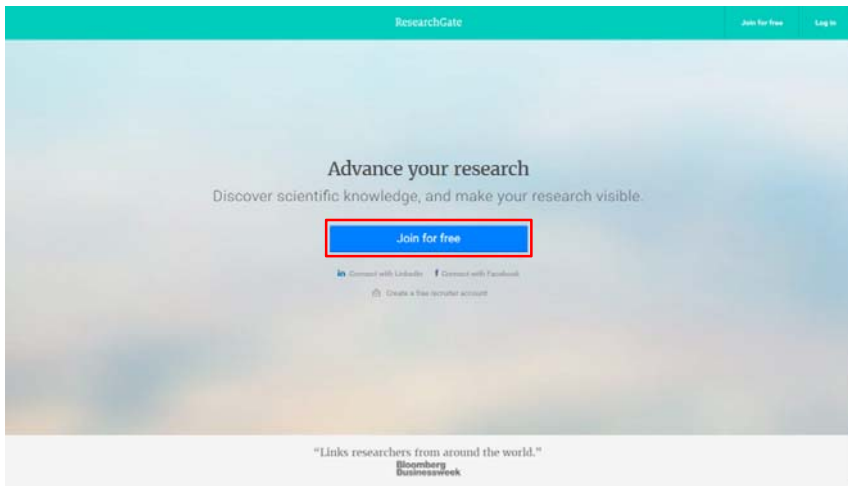 ResearchGate
Join for free
Log in
Advance your research
Discover scientific knowledge, and make your research visible.
Join for free
in Connect with LinkedIn f Connect with Facebook
Create a free recruiter account
“Links researchers from around the world.”
Bloomberg
Businessweek